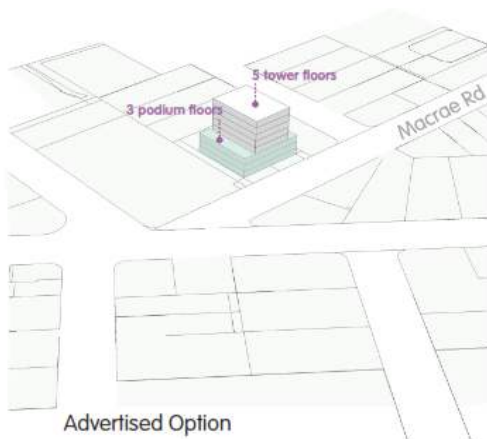 5 tower floors
3 podium floors
Macrae Rd
Advertised Option